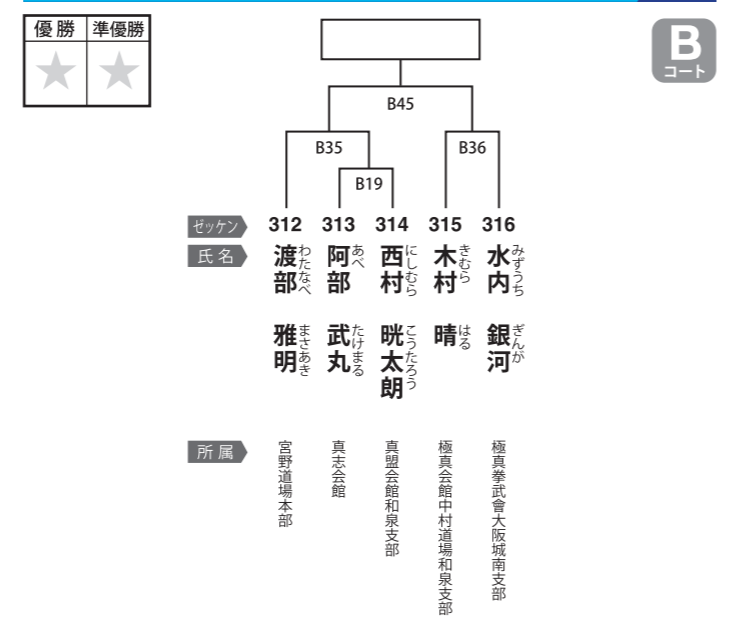 優勝 準優勝
B
コート
B45
B35 B36
B19
ゼッケン 312 313 314 315 316
氏名
渡部 雅明
わたなべ まさあき
阿部 武丸
あべ たけまる
西村 晄太朗
にしむら こうたろう
木村 晴
きむら はる
水内 銀河
みずうち ぎんが
所属
宮野道場本部
真志会館
真盟会館和泉支部
極真会館中村道場和泉支部
極真拳武會大阪城南支部